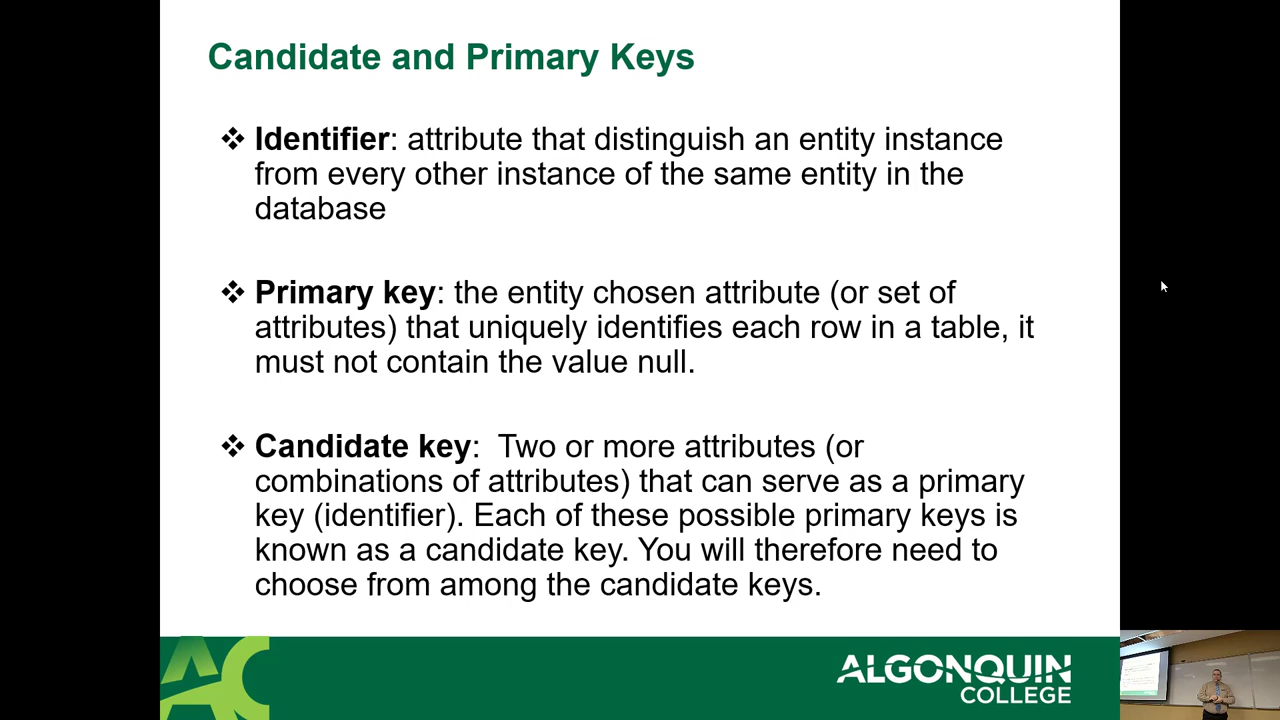 Candidate and Primary Keys
❖ Identifier: attribute that distinguish an entity instance
from every other instance of the same entity in the
database
❖ Primary key: the entity chosen attribute (or set of
attributes) that uniquely identifies each row in a table, it
must not contain the value null.
❖ Candidate key:  Two or more attributes (or
combinations of attributes) that can serve as a primary
key (identifier). Each of these possible primary keys is
known as a candidate key. You will therefore need to
choose from among the candidate keys.
AC
ALGONQUIN
COLLEGE